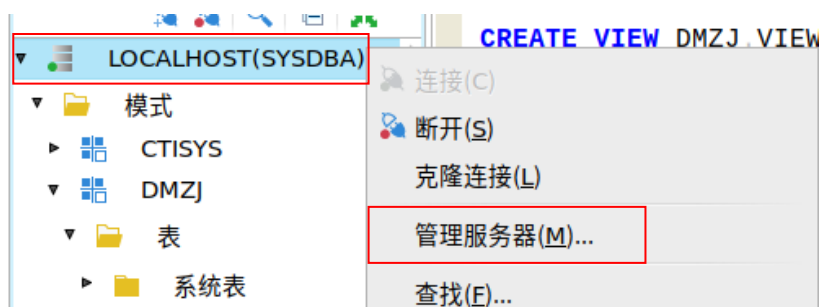 CREATE VIEW DMZJ.VIEW
LOCALHOST(SYSDBA)
连接(C)
模式
断开(S)
CTISYS
克隆连接(L)
DMZJ
表
管理服务器(M)...
系统表
查找(F)...